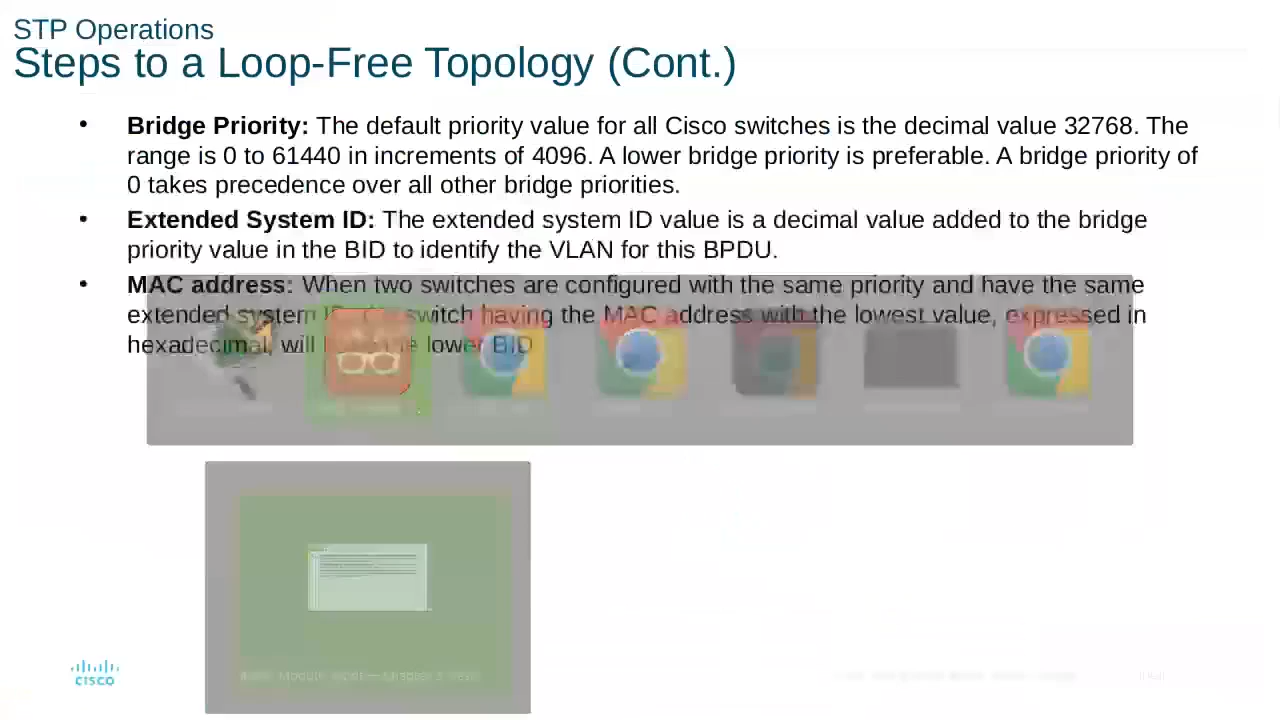 STP Operations
Steps to a Loop-Free Topology (Cont.)
• Bridge Priority: The default priority value for all Cisco switches is the decimal value 32768. The
range is 0 to 61440 in increments of 4096. A lower bridge priority is preferable. A bridge priority of
0 takes precedence over all other bridge priorities.
• Extended System ID: The extended system ID value is a decimal value added to the bridge
priority value in the BID to identify the VLAN for this BPDU.
• MAC address: When two switches are configured with the same priority and have the same
extended system switch having the MAC address with the lowest value, expressed in
hexadecimal, will lower BID
CISCO